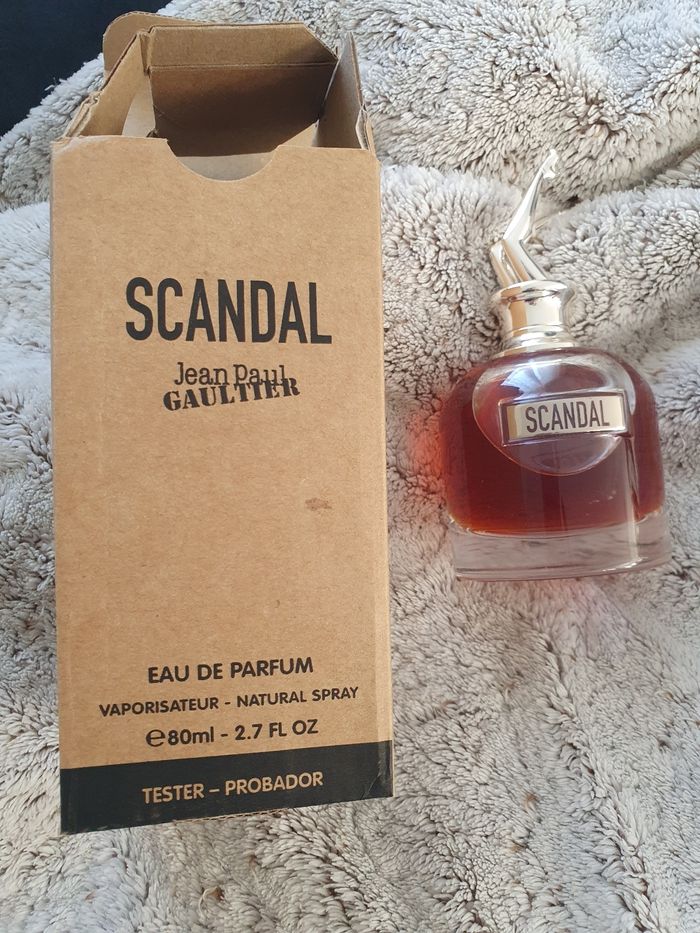 SCANDAL
Jean Paul
GAULTIER
EAU DE PARFUM
VAPORISATEUR - NATURAL SPRAY
℮80ml - 2.7 FL OZ
TESTER – PROBADOR
SCANDAL